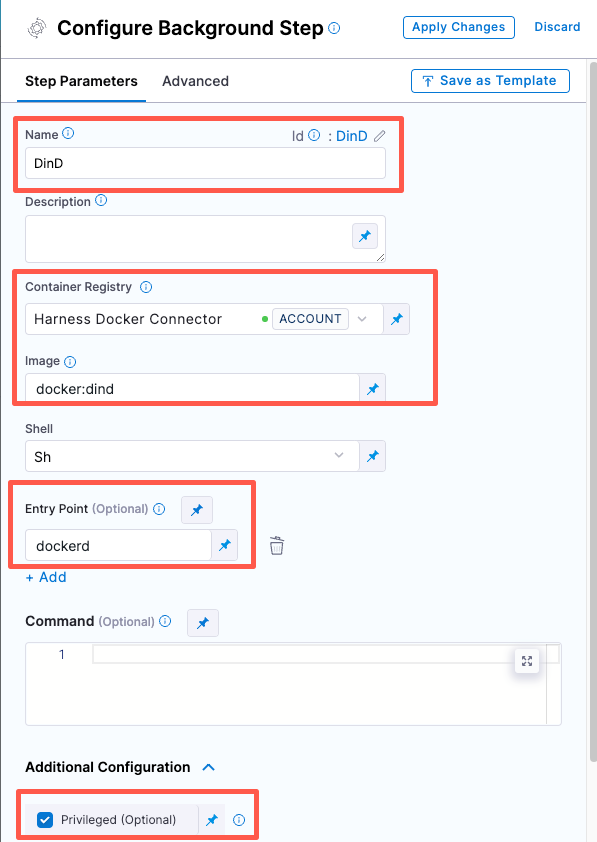 Configure Background Step
Apply Changes
Discard
Step Parameters
Advanced
Save as Template
Name
Id : DinD
DinD
Description
Container Registry
Harness Docker Connector
ACCOUNT
Image
docker:dind
Shell
Sh
Entry Point (Optional)
dockerd
+ Add
Command (Optional)
1
Additional Configuration
Privileged (Optional)